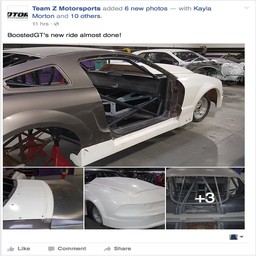 Team Z Motorsports added 6 new photos — with Kayla
Morton and 10 others.
11 hrs ·
BoostedGT's new ride almost done!
+3
Like Comment Share